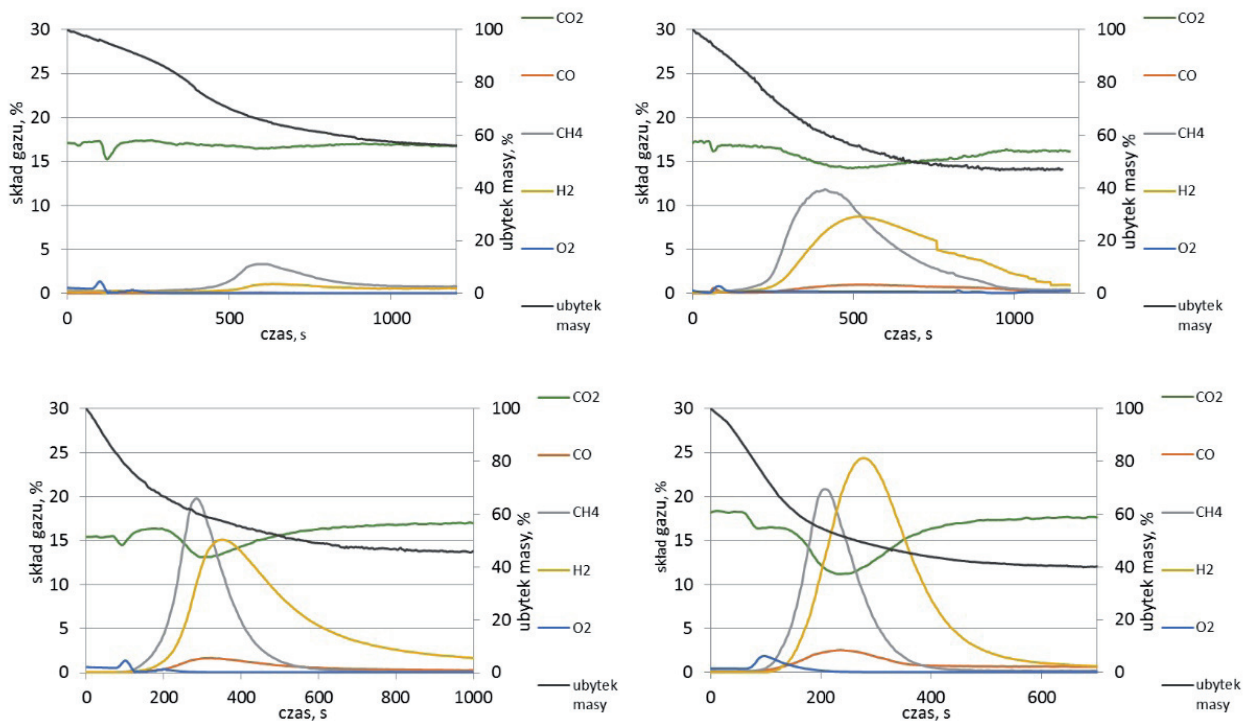 30
25
20
15
10
5
0
skład gazu, %
0
500
1000
czas, s
100
80
60
40
20
0
ubytek masy, %
CO2
CO
CH4
H2
O2
ubytek
masy
30
25
20
15
10
5
0
skład gazu, %
0
500
1000
czas, s
100
80
60
40
20
0
ubytek masy %
CO2
CO
CH4
H2
O2
ubytek
masy
30
25
20
15
10
5
0
skład gazu, %
0
200
400
600
800
1000
czas, s
100
80
60
40
20
0
ubytek masy, %
CO2
CO
CH4
H2
O2
ubytek
masy
30
25
20
15
10
5
0
skład gazu, %
0
200
400
600
czas, s
100
80
60
40
20
0
ubytek masy, %
CO2
CO
CH4
H2
O2
ubytek
masy